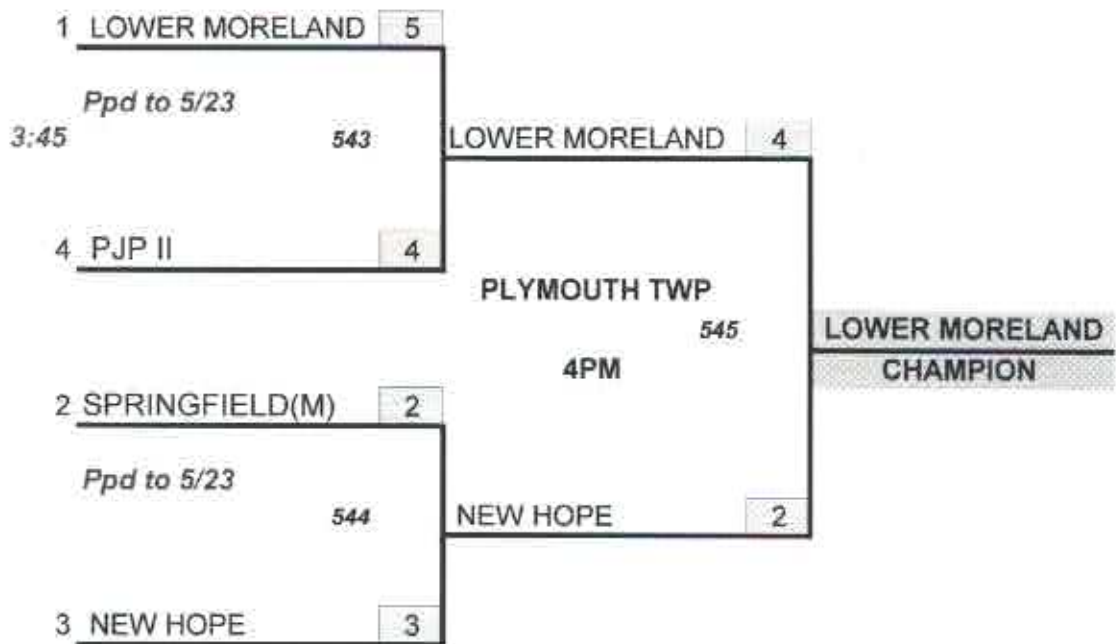 1 LOWER MORELAND 5
Ppd to 5/23
3:45 543 LOWER MORELAND 4
4 PJP II 4
PLYMOUTH TWP
545 LOWER MORELAND
4PM CHAMPION
2 SPRINGFIELD(M) 2
Ppd to 5/23
544 NEW HOPE 2
3 NEW HOPE 3